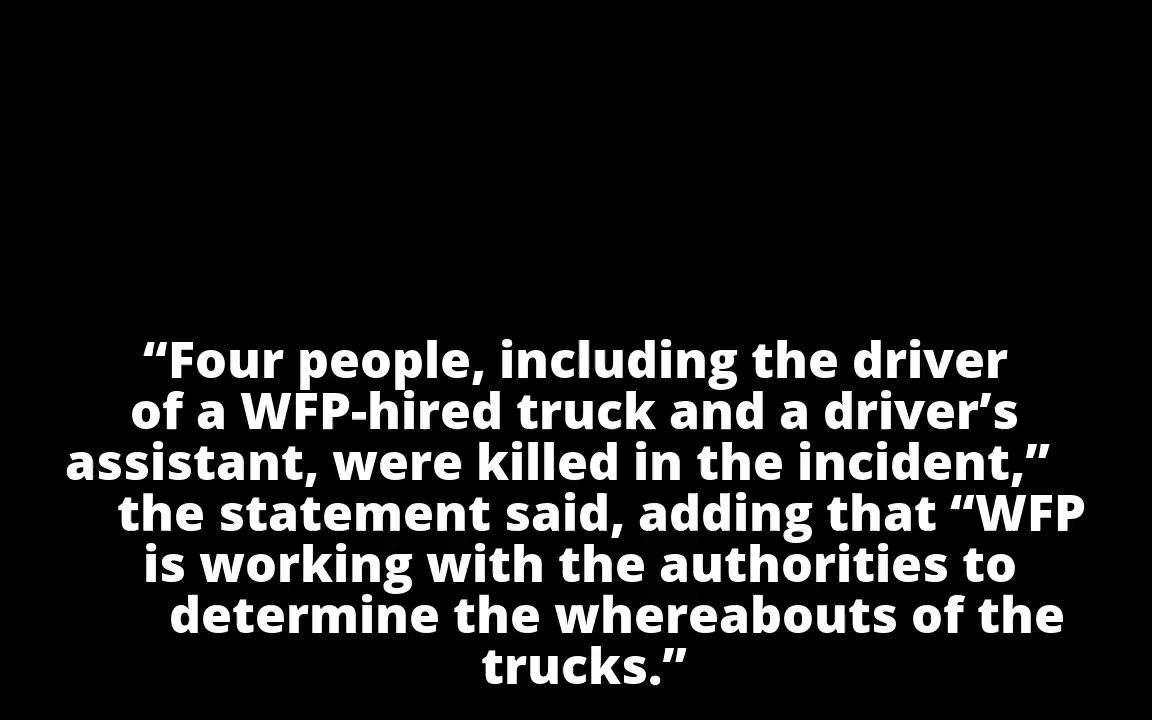 “Four people, including the driver
of a WFP-hired truck and a driver’s
assistant, were killed in the incident,”
the statement said, adding that “WFP
is working with the authorities to
determine the whereabouts of the
trucks.”